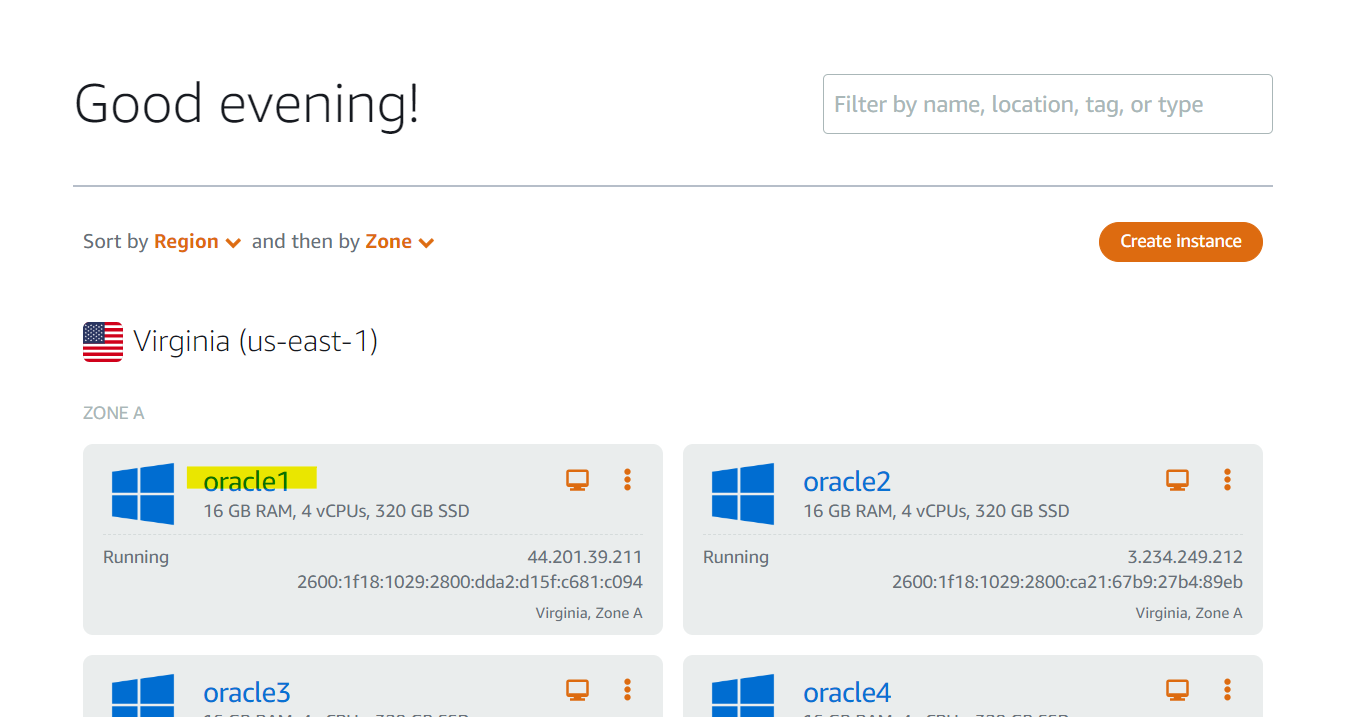 Good evening!
Filter by name, location, tag, or type
Sort by Region and then by Zone
Create instance
Virginia (us-east-1)
ZONE A
oracle1
16 GB RAM, 4 vCPUs, 320 GB SSD
Running
44.201.39.211
2600:1f18:1029:2800:dda2:d15f:c681:c094
Virginia, Zone A
oracle2
16 GB RAM, 4 vCPUs, 320 GB SSD
Running
3.234.249.212
2600:1f18:1029:2800:ca21:67b9:27b4:89eb
Virginia, Zone A
oracle3
oracle4